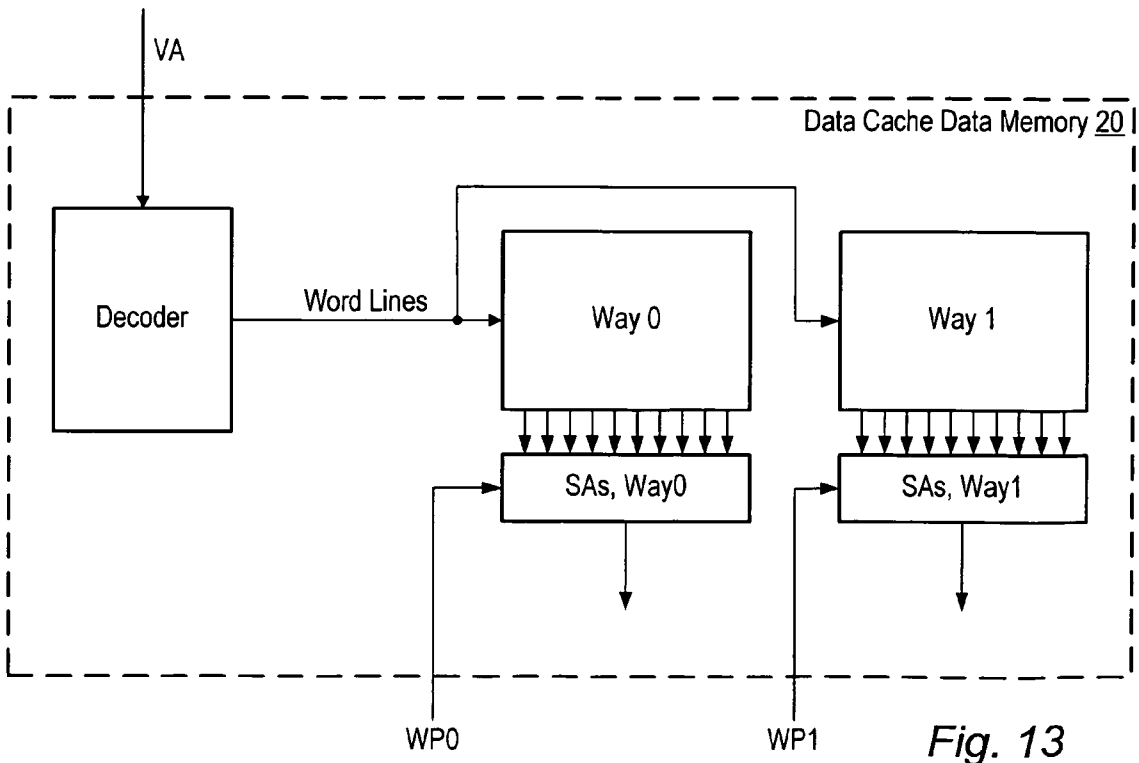 VA
Data Cache Data Memory 20
Decoder
Word Lines
Way 0
Way 1
SAs, Way0
SAs, Way1
WP0
WP1
Fig. 13